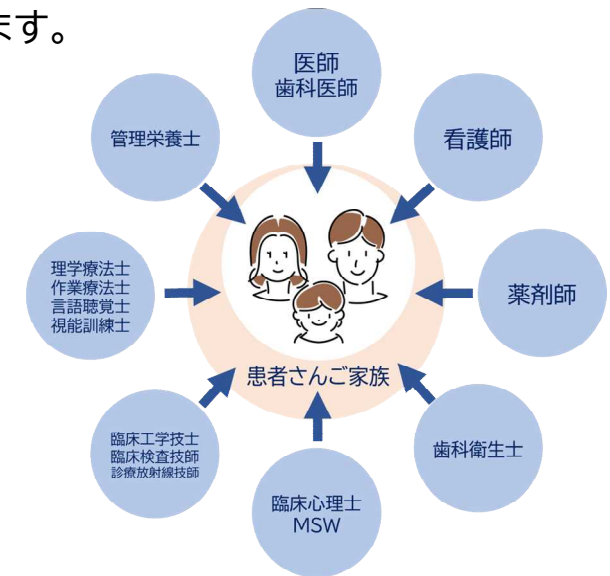 ます。
医師
歯科医師
管理栄養士
看護師
理学療法士
作業療法士
言語聴覚士
視能訓練士
薬剤師
患者さんご家族
臨床工学技士
臨床検査技師
診療放射線技師
歯科衛生士
臨床心理士
MSW